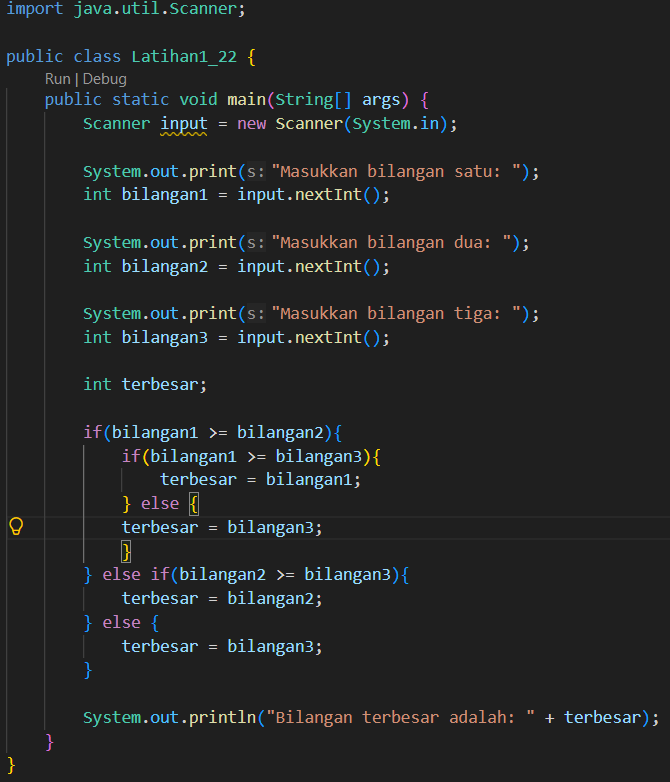 import java.util.Scanner;

public class Latihan1_22 {
    Run | Debug
    public static void main(String[] args) {
        Scanner input = new Scanner(System.in);

        System.out.print(s: "Masukkan bilangan satu: ");
        int bilangan1 = input.nextInt();

        System.out.print(s: "Masukkan bilangan dua: ");
        int bilangan2 = input.nextInt();

        System.out.print(s: "Masukkan bilangan tiga: ");
        int bilangan3 = input.nextInt();

        int terbesar;

        if(bilangan1 >= bilangan2){
            if(bilangan1 >= bilangan3){
                terbesar = bilangan1;
            } else {
            terbesar = bilangan3;
            }
        } else if(bilangan2 >= bilangan3){
            terbesar = bilangan2;
        } else {
            terbesar = bilangan3;
        }

        System.out.println("Bilangan terbesar adalah: " + terbesar);
    }
}